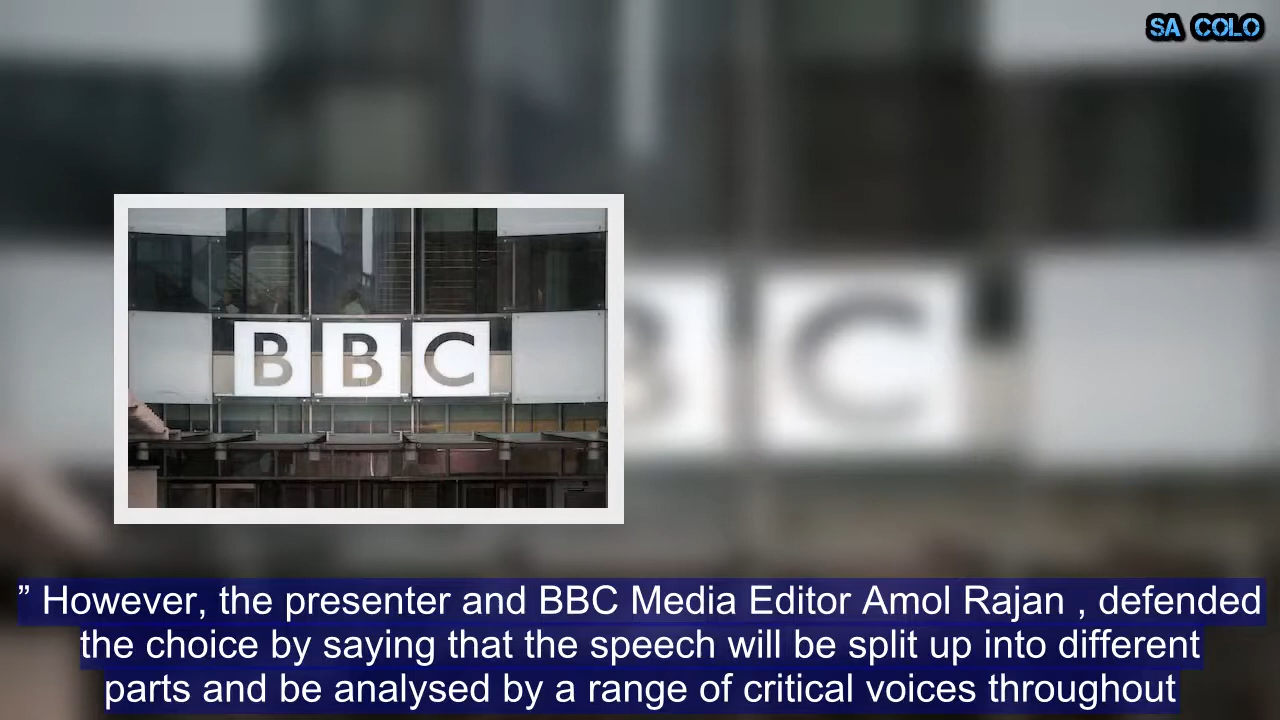 SA COLO
BBC
BC
” However, the presenter and BBC Media Editor Amol Rajan , defended
the choice by saying that the speech will be split up into different
parts and be analysed by a range of critical voices throughout